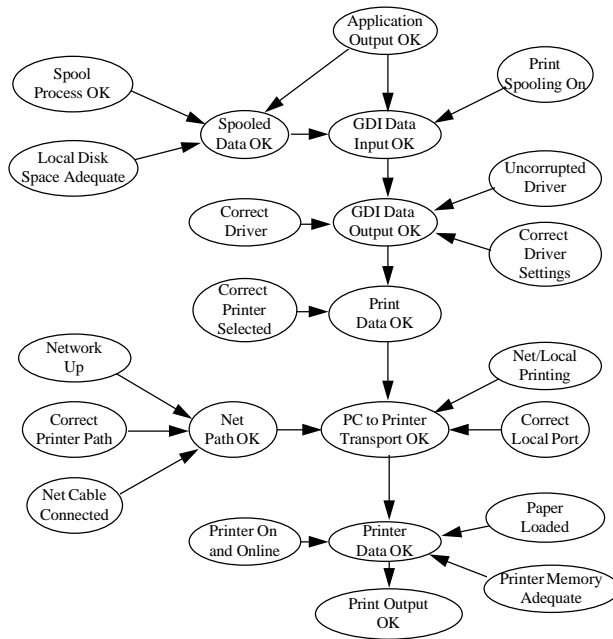 Application
Output OK
Spool
Process OK
Print
Spooling On
Spooled
Data OK
GDI Data
Input OK
Local Disk
Space Adequate
Uncorrupted
Driver
Correct
Driver
GDI Data
Output OK
Correct
Driver
Settings
Correct
Printer
Selected
Print
Data OK
Network
Up
Net/Local
Printing
Correct
Printer Path
Net
Path OK
PC to Printer
Transport OK
Correct
Local Port
Net Cable
Connected
Paper
Loaded
Printer On
and Online
Printer
Data OK
Printer Memory
Adequate
Print Output
OK